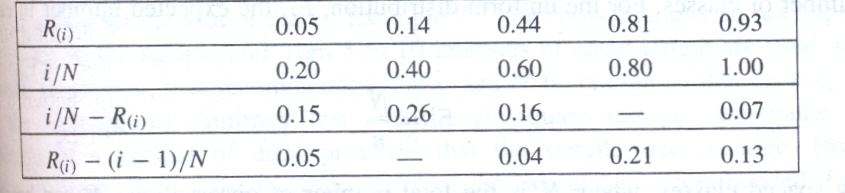 R(i) 0.05 0.14 0.44 0.81 0.93
i/N 0.20 0.40 0.60 0.80 1.00
i/N − R(i) 0.15 0.26 0.16 — 0.07
R(i) − (i − 1)/N 0.05 — 0.04 0.21 0.13